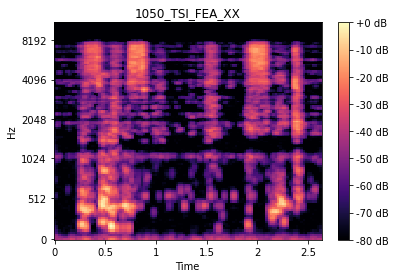 1050_TSI_FEA_XX
8192
4096
2048
1024
512
0
Hz
0
0.5
1
1.5
2
2.5
Time
+0 dB
-10 dB
-20 dB
-30 dB
-40 dB
-50 dB
-60 dB
-70 dB
-80 dB